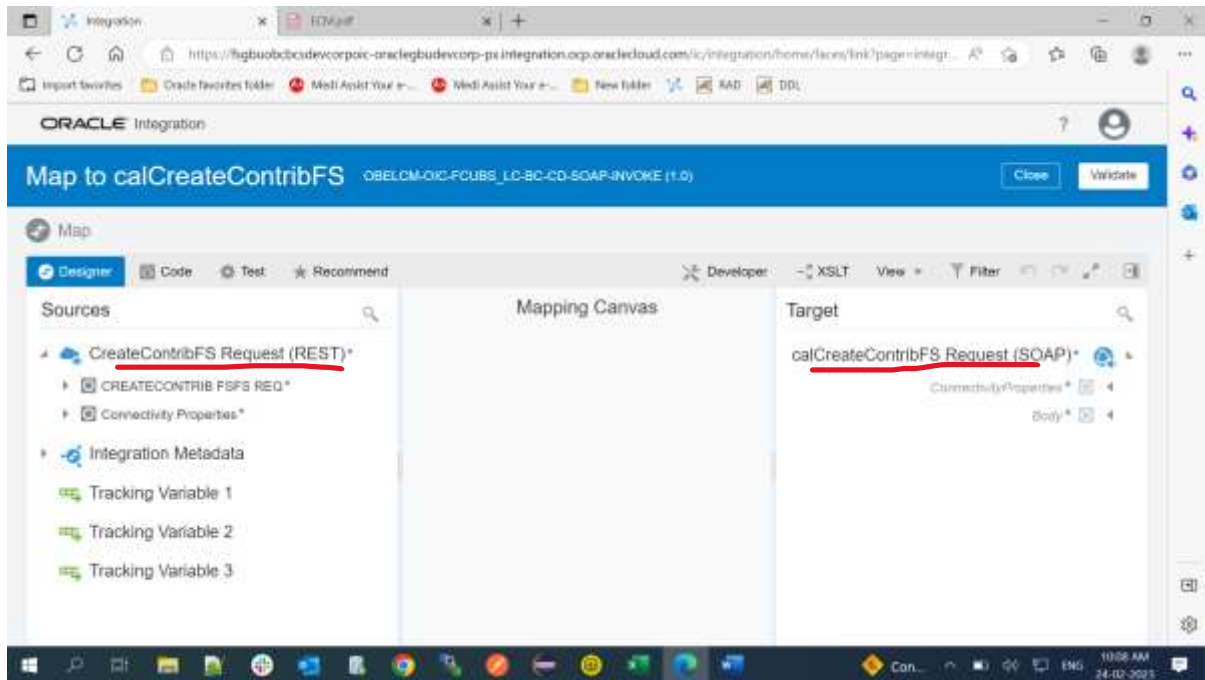 Integration
ECM.pdf
https://fsgbuobcbcsdevcorpoic-oraclegbudevcorp-px.integration.ocp.oraclecloud.com/ic/integration/home/faces/link?page=integr...
Import favorites Oracle favorites folder Medi Assist Your e-... Medi Assist Your e-... New folder RAD DDL
ORACLE Integration ?
Map to calCreateContribFS OBELCM-OIC-FCUBS_LC-BC-CD-SOAP-INVOKE (1.0) Close Validate
Map
Designer Code Test Recommend Developer XSLT View Filter
Sources Mapping Canvas Target
CreateContribFS Request (REST)* calCreateContribFS Request (SOAP)*
CREATECONTRIB FSFS REQ* ConnectivityProperties*
Connectivity Properties* Body*
Integration Metadata
Tracking Variable 1
Tracking Variable 2
Tracking Variable 3
Con... ENG 10:08 AM
24-02-2023